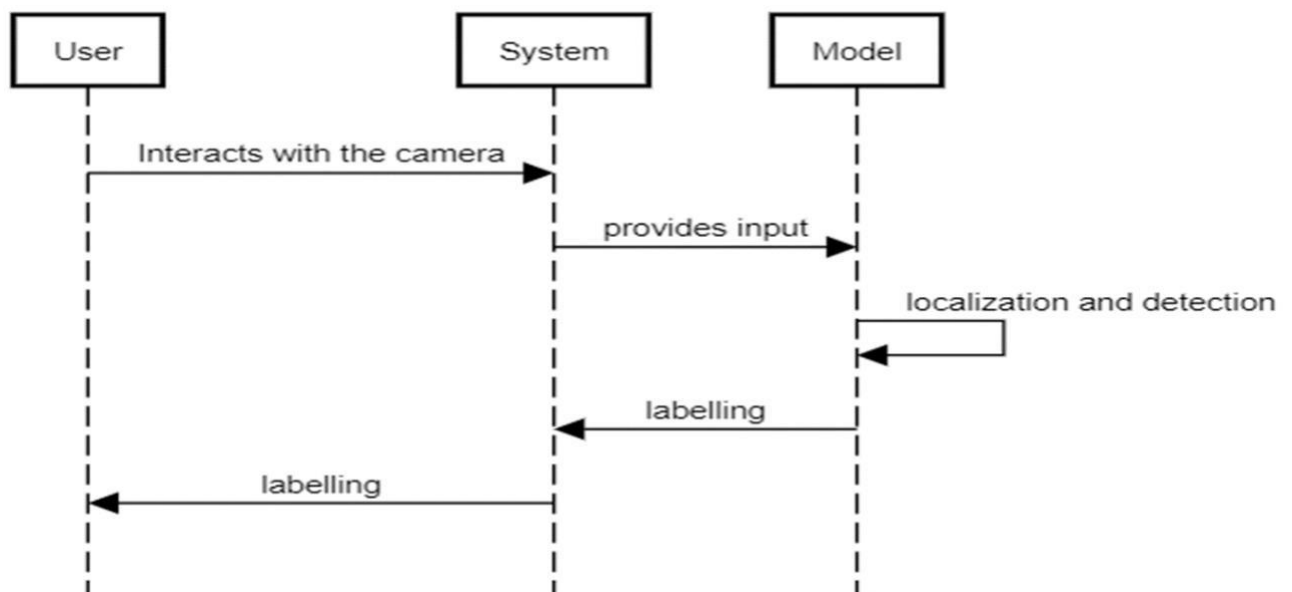 User
System
Model
Interacts with the camera
provides input
localization and detection
labelling
labelling